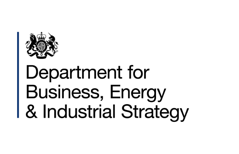 Department for
Business, Energy
& Industrial Strategy